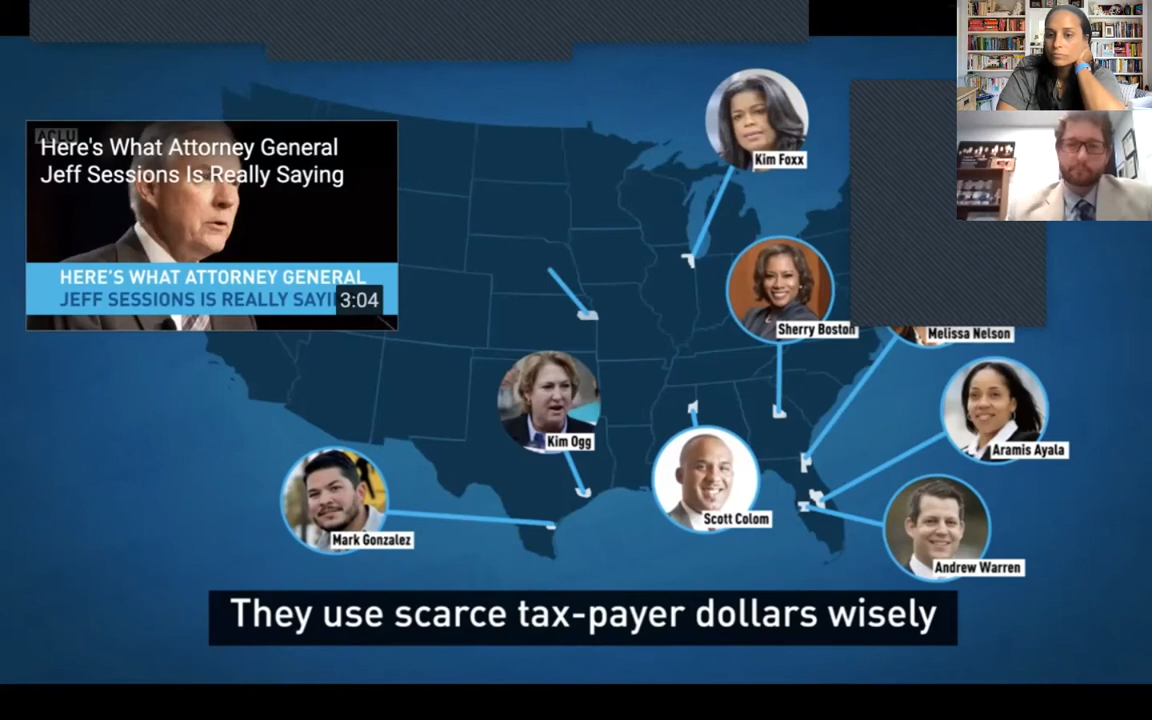 ACLU
Here's What Attorney General
Jeff Sessions Is Really Saying
HERE'S WHAT ATTORNEY GENERAL
JEFF SESSIONS IS REALLY SAYI
3:04
Kim Foxx
Sherry Boston
Melissa Nelson
Kim Ogg
Aramis Ayala
Scott Colom
Mark Gonzalez
Andrew Warren
They use scarce tax-payer dollars wisely